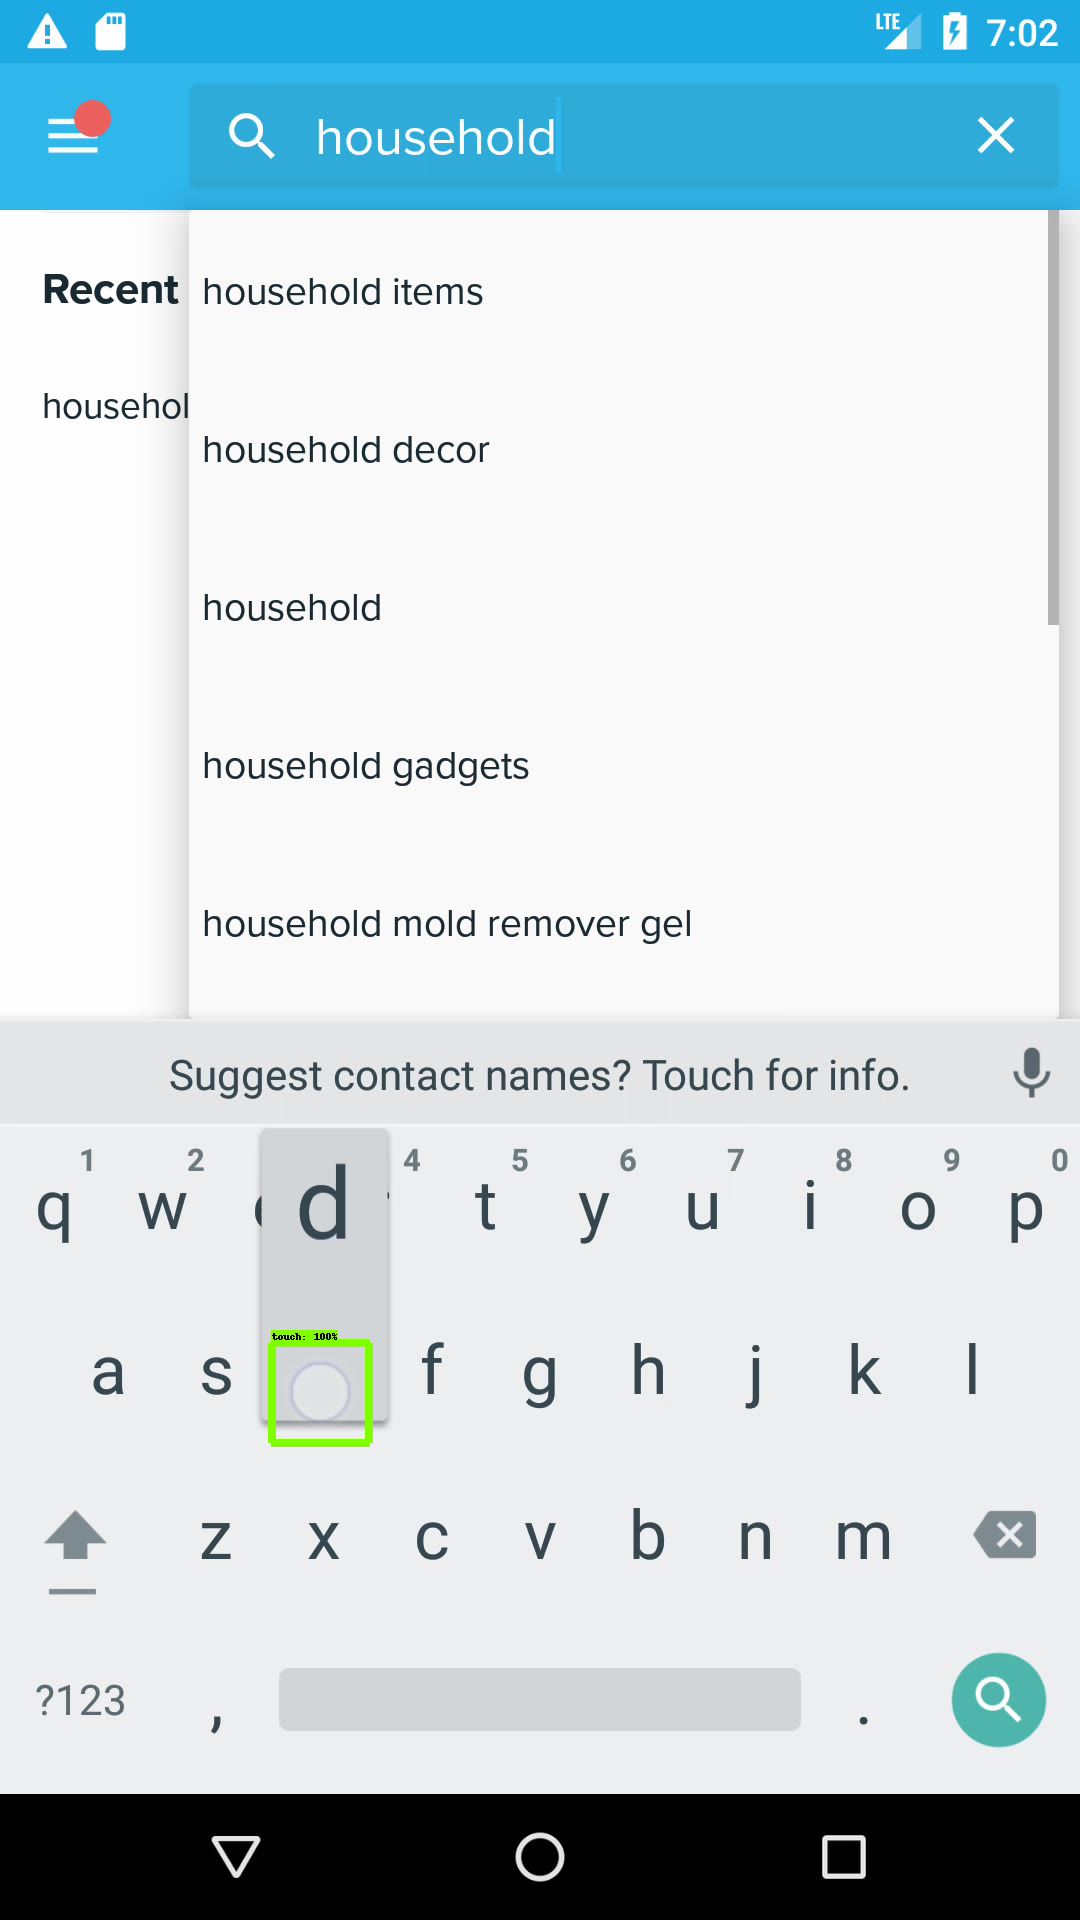 LTE 7:02
household
Recent
househol
household items
household decor
household
household gadgets
household mold remover gel
Suggest contact names? Touch for info.
1 2 4 5 6 7 8 9 0
q w t y u i o p
d
touch: 100%
a s f g h j k l
z x c v b n m
?123 , .